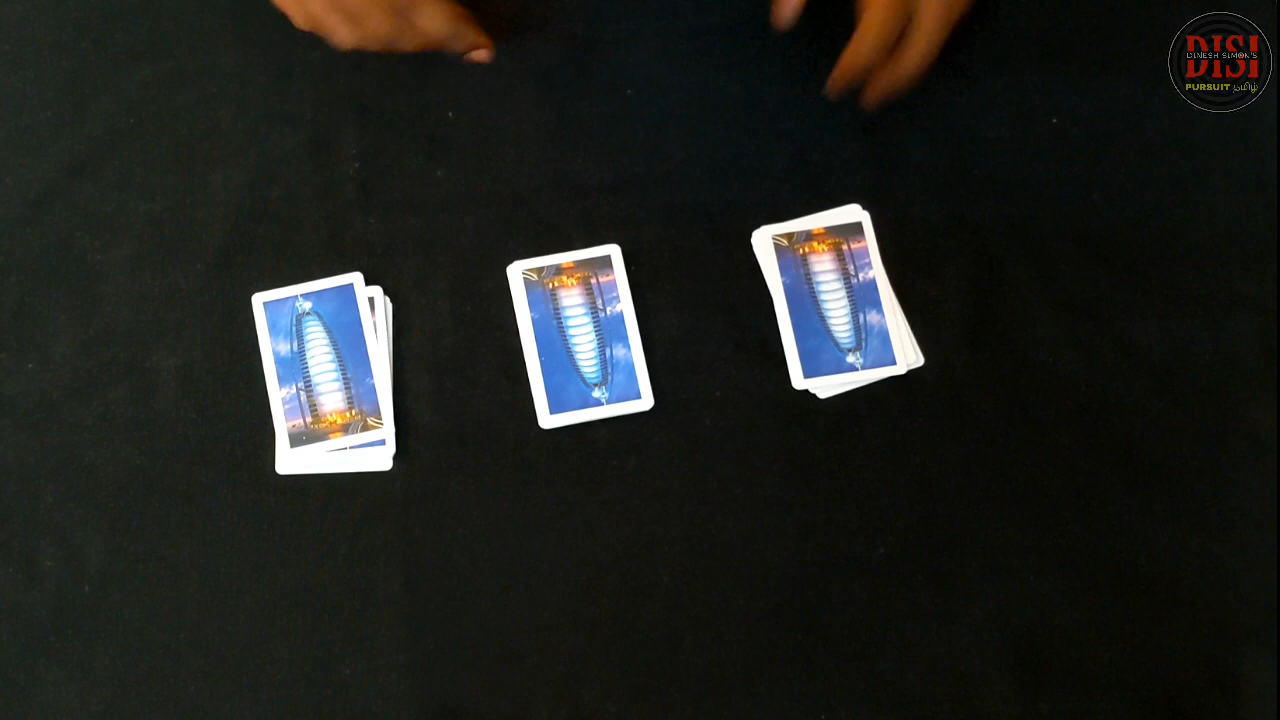 DISI
DINESH SIMON'S
PURSUIT தமிழ்